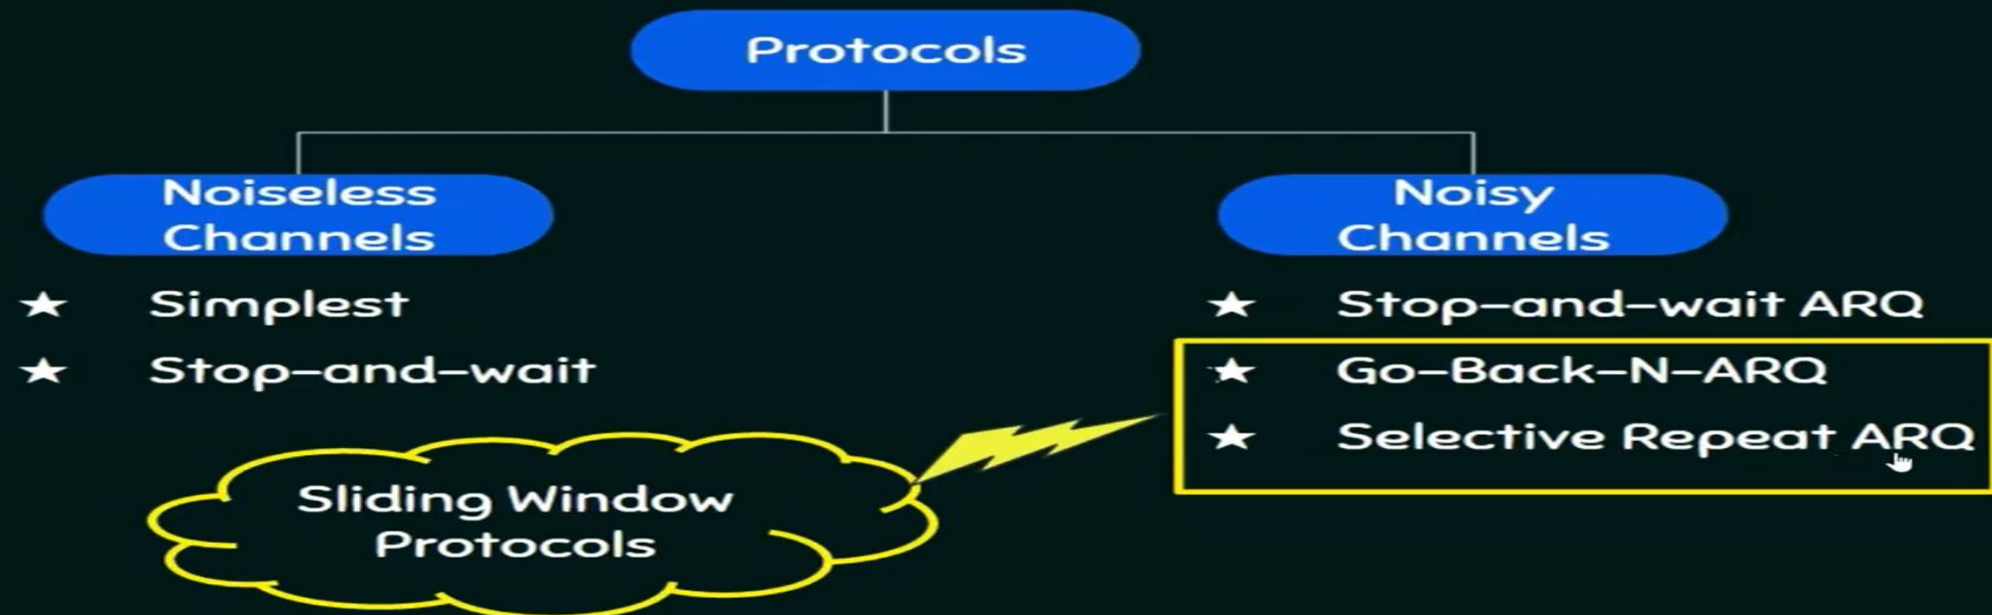 Protocols
Noiseless
Channels
★ Simplest
★ Stop-and-wait
Noisy
Channels
★ Stop-and-wait ARQ
★ Go-Back-N-ARQ
★ Selective Repeat ARQ
Sliding Window
Protocols